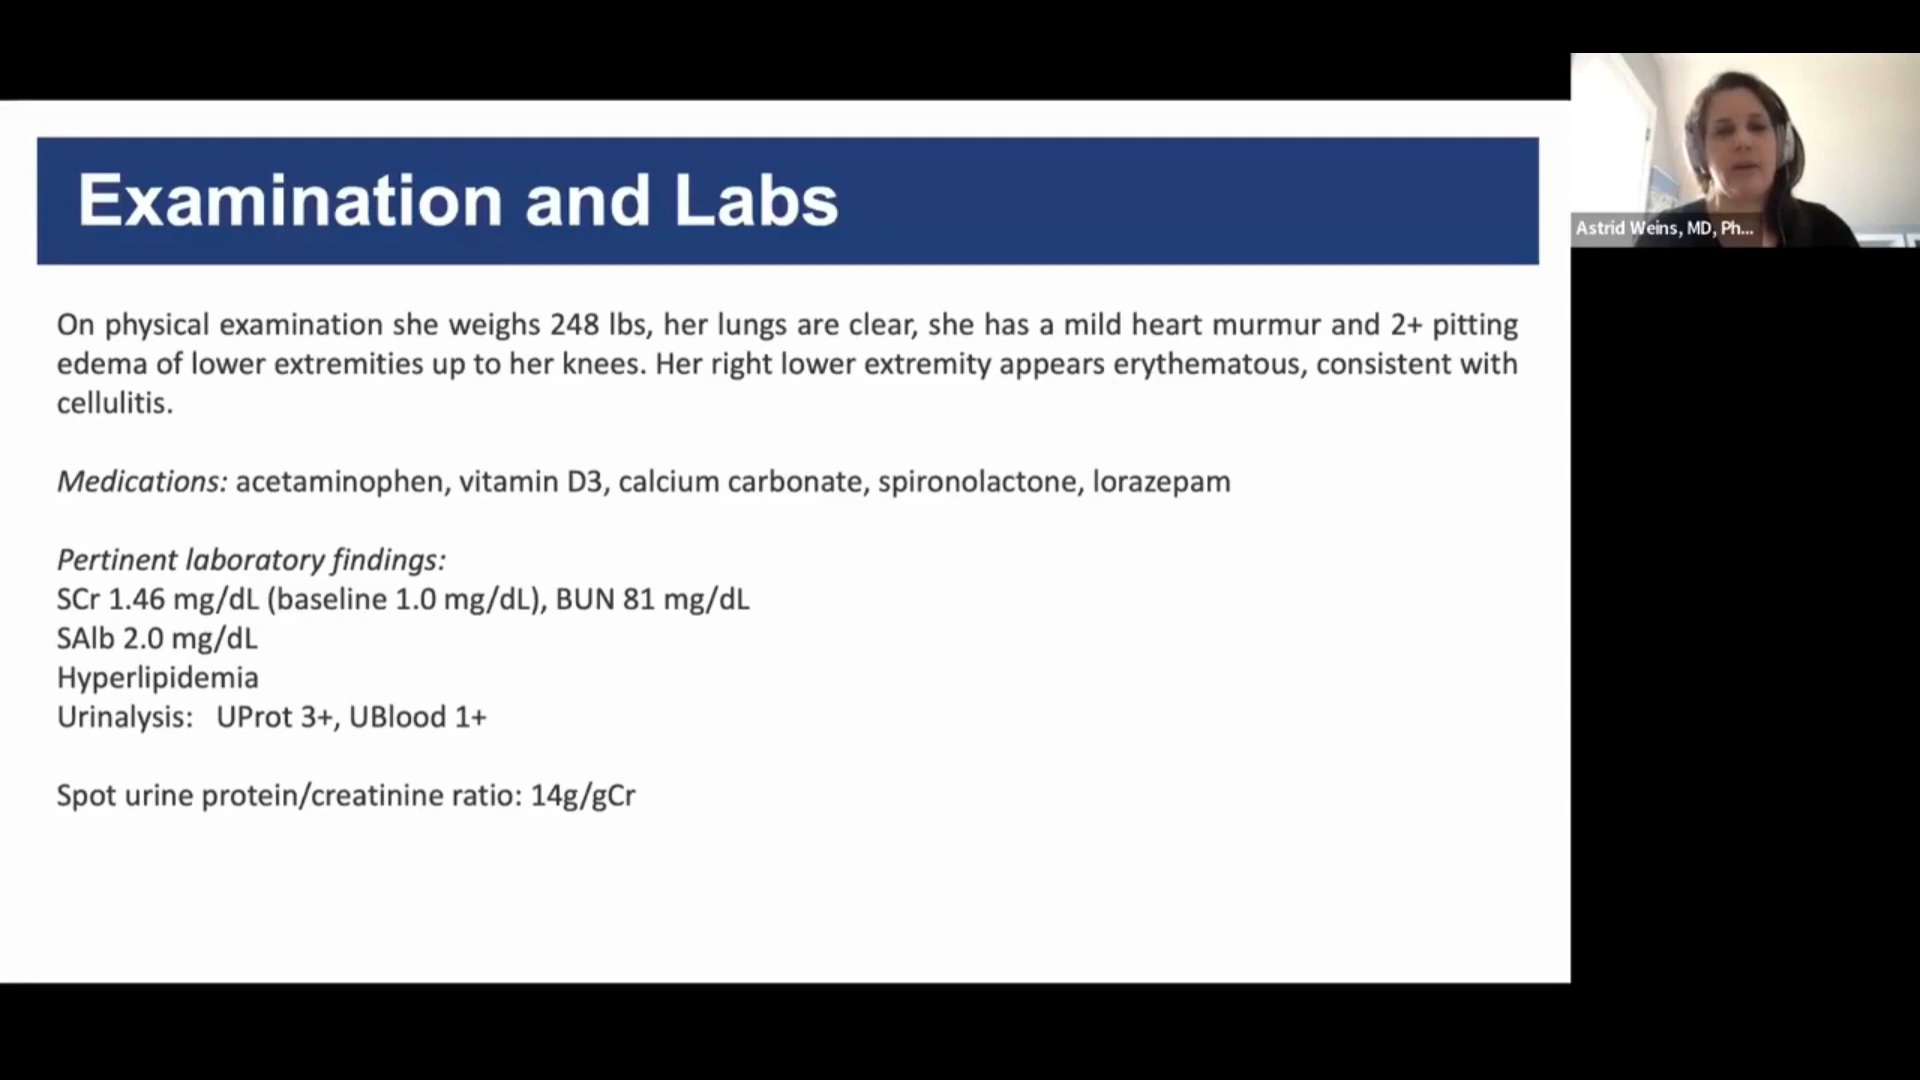 Examination and Labs
Astrid Weins, MD, Ph...
On physical examination she weighs 248 lbs, her lungs are clear, she has a mild heart murmur and 2+ pitting
edema of lower extremities up to her knees. Her right lower extremity appears erythematous, consistent with
cellulitis.
Medications: acetaminophen, vitamin D3, calcium carbonate, spironolactone, lorazepam
Pertinent laboratory findings:
SCr 1.46 mg/dL (baseline 1.0 mg/dL), BUN 81 mg/dL
SAlb 2.0 mg/dL
Hyperlipidemia
Urinalysis: UProt 3+, UBlood 1+
Spot urine protein/creatinine ratio: 14g/gCr